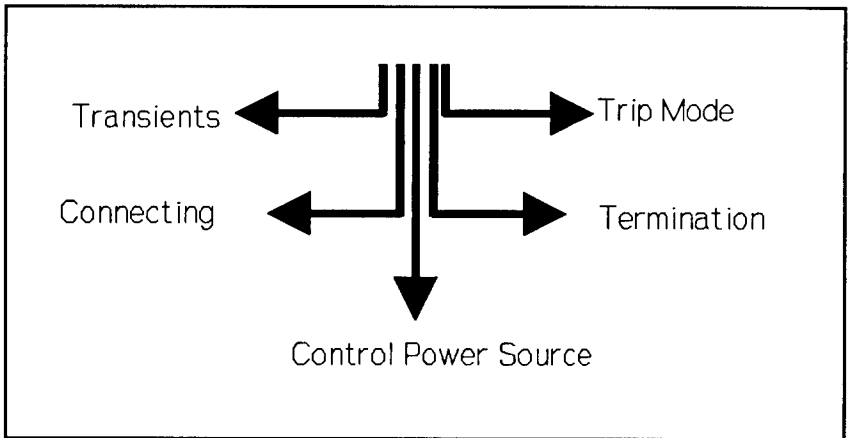 Transients
Trip Mode
Connecting
Termination
Control Power Source